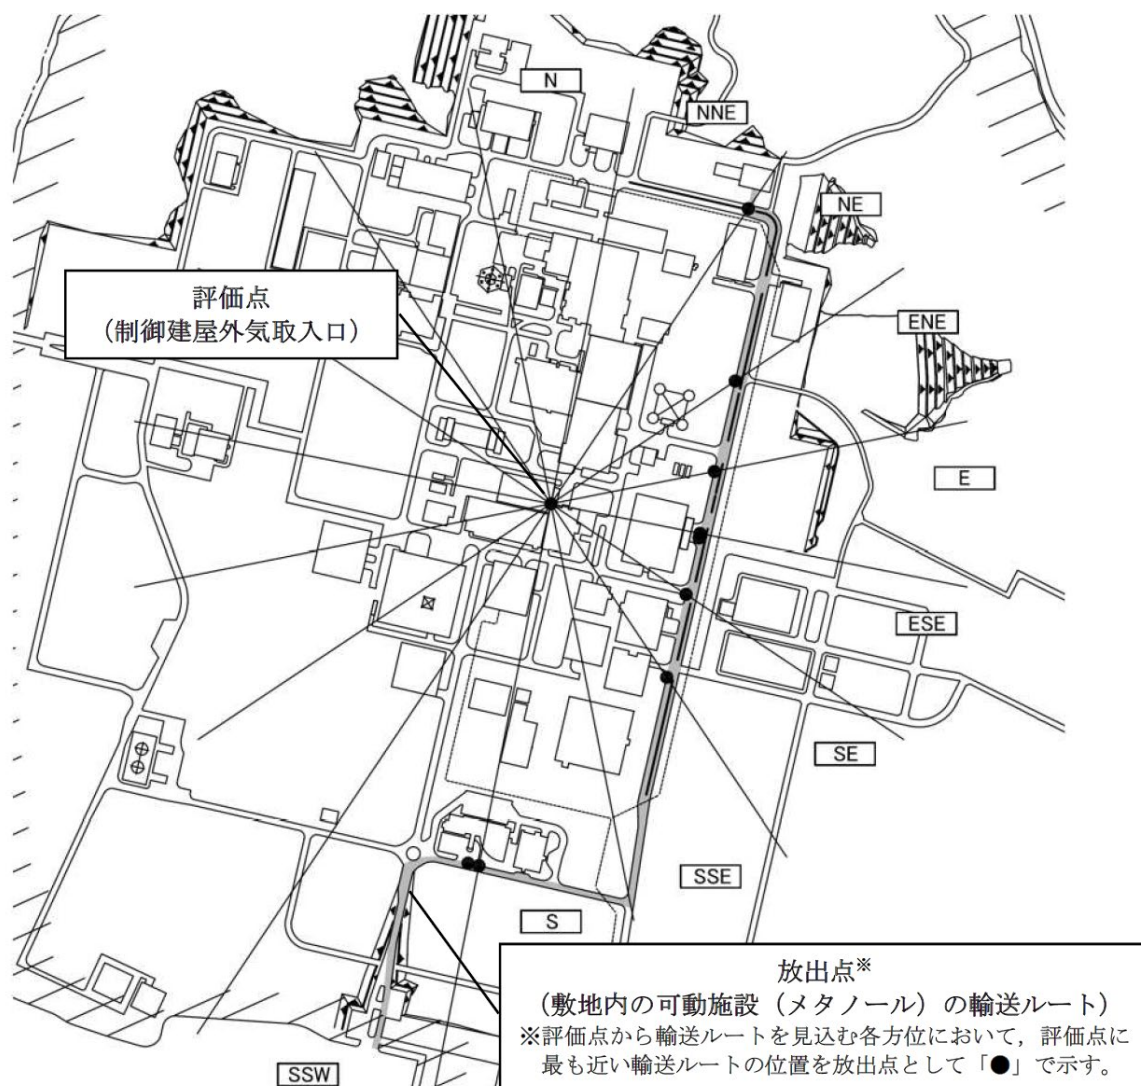 N
NNE
NE
評価点
（制御建屋外気取入口）
ENE
E
ESE
SE
SSE
S
放出点※
（敷地内の可動施設（メタノール）の輸送ルート）
※評価点から輸送ルートを見込む各方位において，評価点に
最も近い輸送ルートの位置を放出点として「●」で示す。
SSW